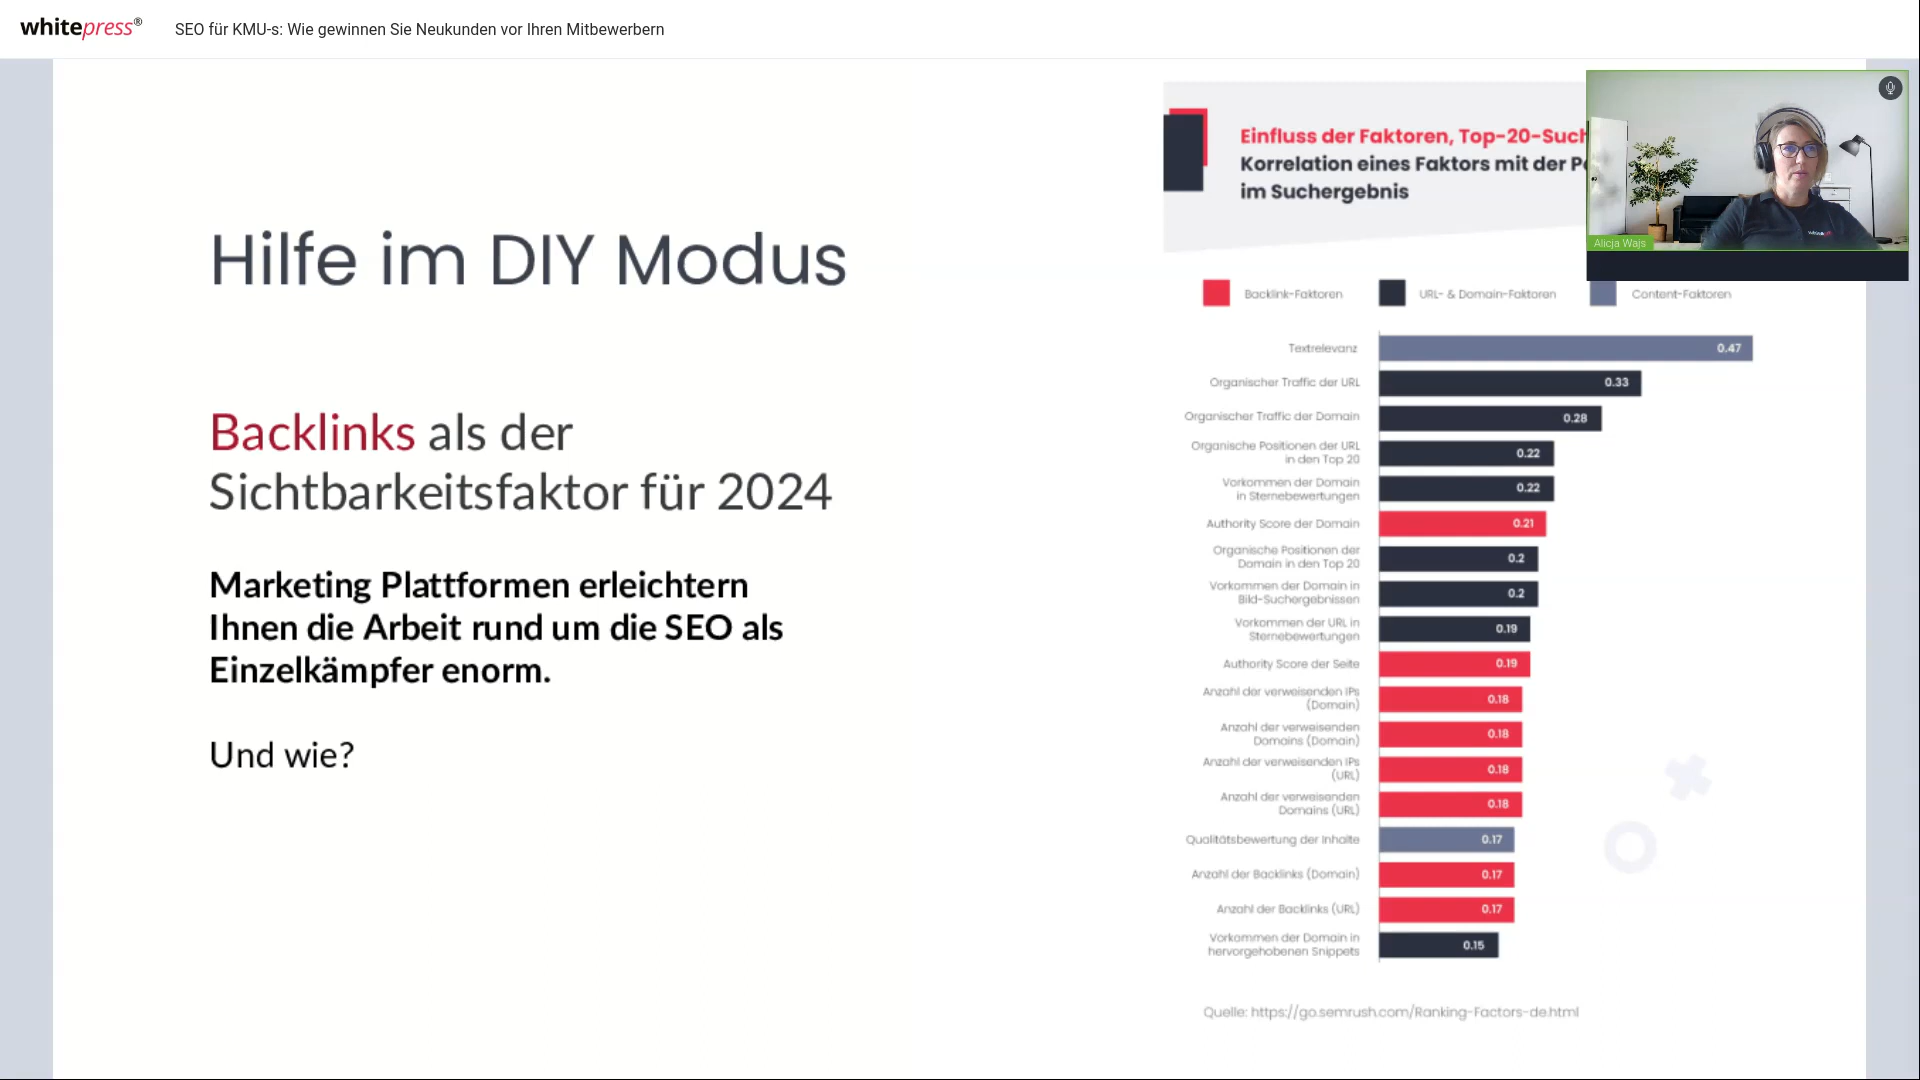 whitepress®
SEO für KMU-s: Wie gewinnen Sie Neukunden vor Ihren Mitbewerbern
Hilfe im DIY Modus
Backlinks als der
Sichtbarkeitsfaktor für 2024
Marketing Plattformen erleichtern
Ihnen die Arbeit rund um die SEO als
Einzelkämpfer enorm.
Und wie?
Einfluss der Faktoren, Top-20-Such
Korrelation eines Faktors mit der
im Suchergebnis
Alicja Wajs
Backlink-Faktoren
URL- & Domain-Faktoren
Content-Faktoren
Textrelevanz 0.47
Organischer Traffic der URL 0.33
Organischer Traffic der Domain 0.28
Organische Positionen der URL
in den Top 20 0.22
Vorkommen der Domain
in Sternebewertungen 0.22
Authority Score der Domain 0.21
Organische Positionen der
Domain in den Top 20 0.2
Vorkommen der Domain in
Bild-Suchergebnissen 0.2
Vorkommen der URL in
Sternebewertungen 0.19
Authority Score der Seite 0.19
Anzahl der verweisenden IPs
(Domain) 0.18
Anzahl der verweisenden
Domains (Domain) 0.18
Anzahl der verweisenden IPs
(URL) 0.18
Anzahl der verweisenden
Domains (URL) 0.18
Qualitätsbewertung der Inhalte 0.17
Anzahl der Backlinks (Domain) 0.17
Anzahl der Backlinks (URL) 0.17
Vorkommen der Domain in
hervorgehobenen Snippets 0.15
Quelle: https://go.semrush.com/Ranking-Factors-de.html